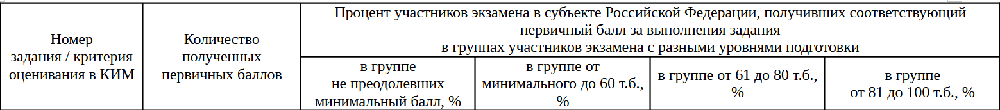 Номер
задания / критерия
оценивания в КИМ
Количество
полученных
первичных баллов
Процент участников экзамена в субъекте Российской Федерации, получивших соответствующий
первичный балл за выполнения задания
в группах участников экзамена с разными уровнями подготовки
в группе
не преодолевших
минимальный балл, %
в группе от
минимального до 60 т.б.,
%
в группе от 61 до 80 т.б.,
%
в группе
от 81 до 100 т.б., %